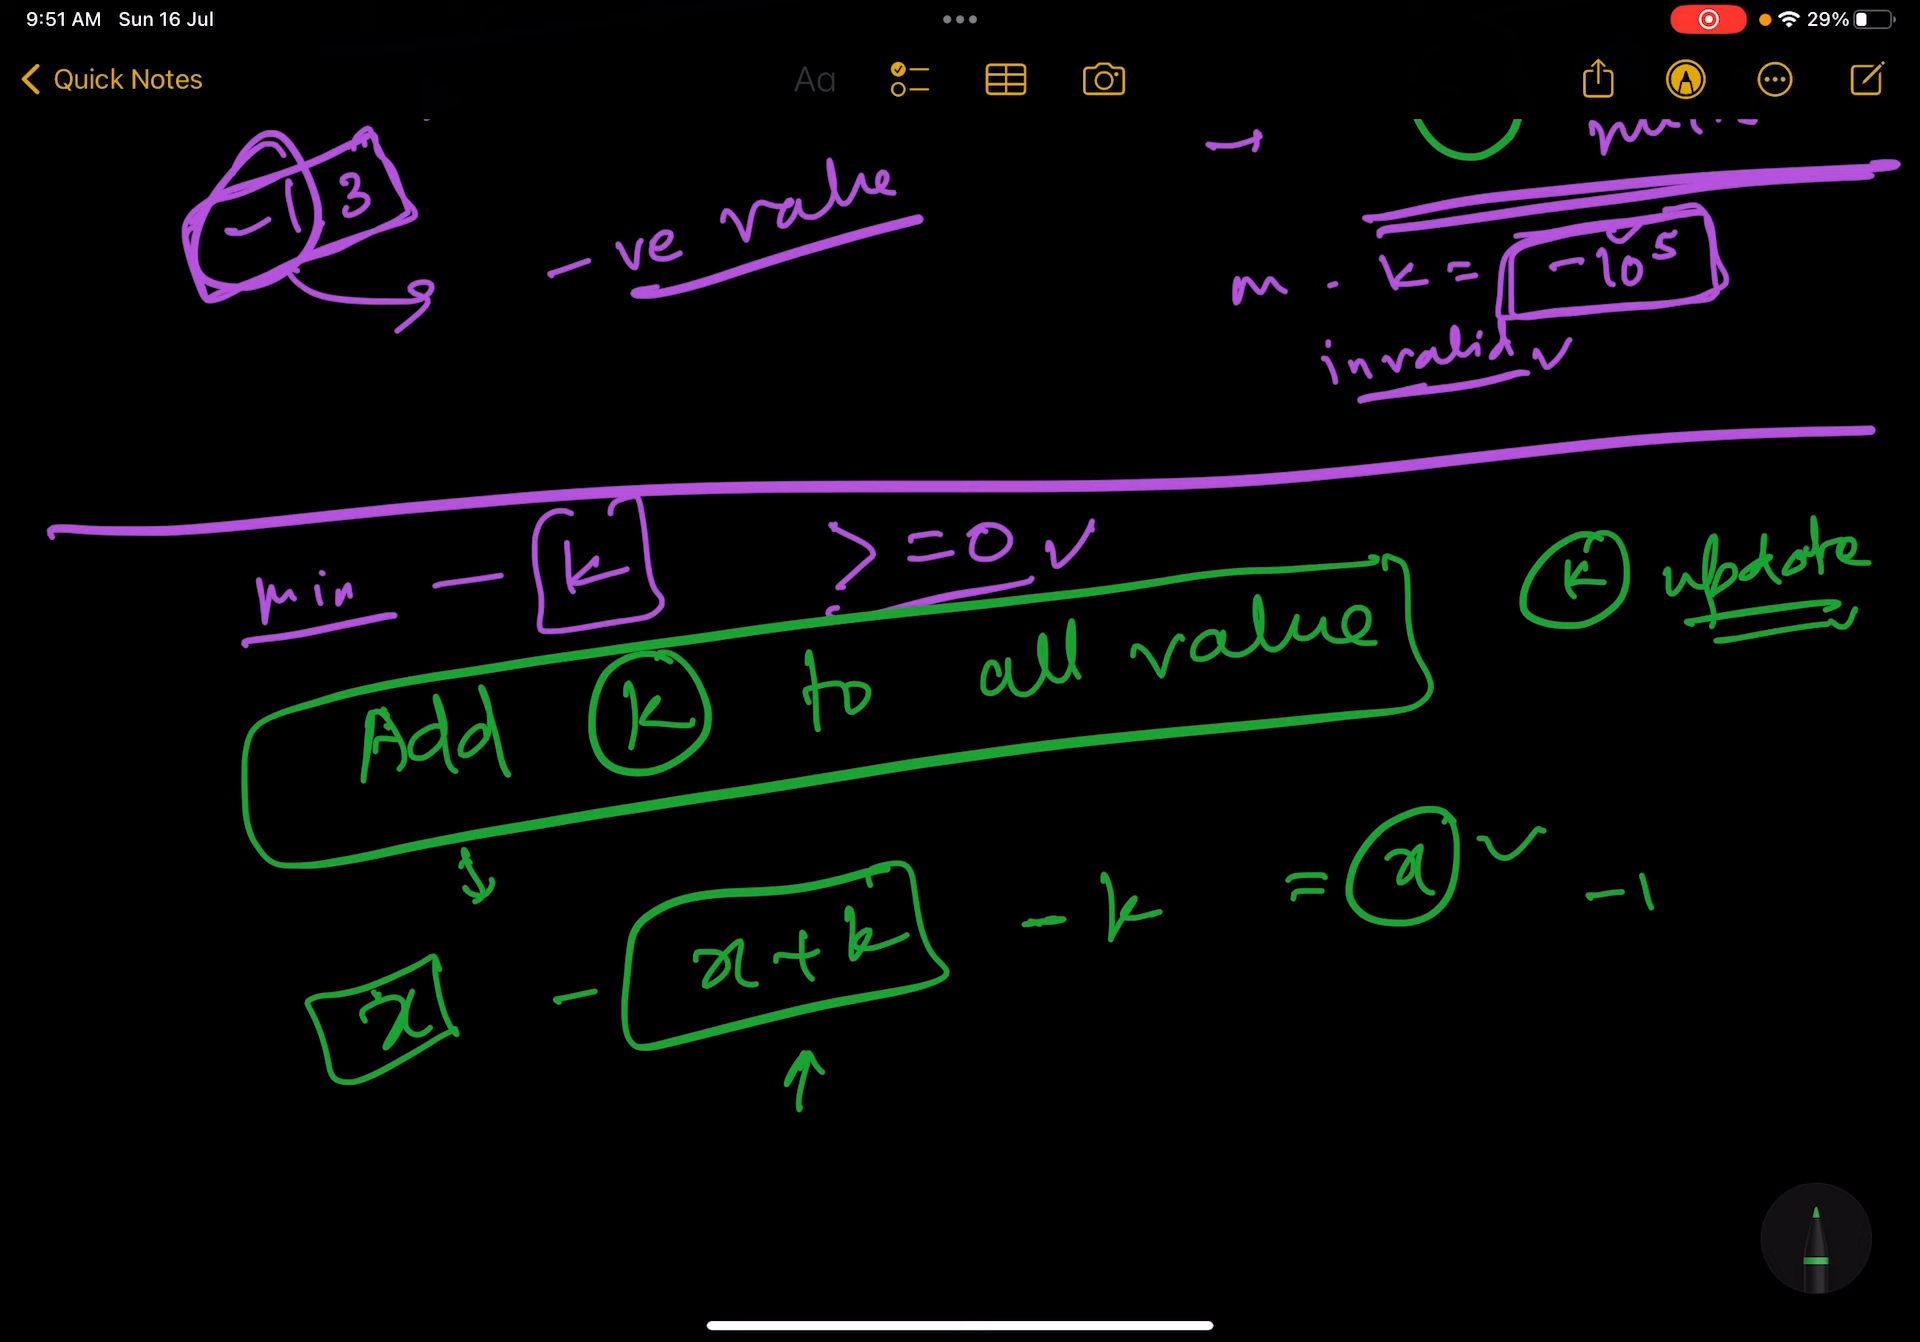 9:51 AM Sun 16 Jul
29%
Quick Notes
Aa
-1 3
-ve value
m - k = -10^5
invalid
min - k >= 0
k update
Add k to all value
x - x+k - k = x -1